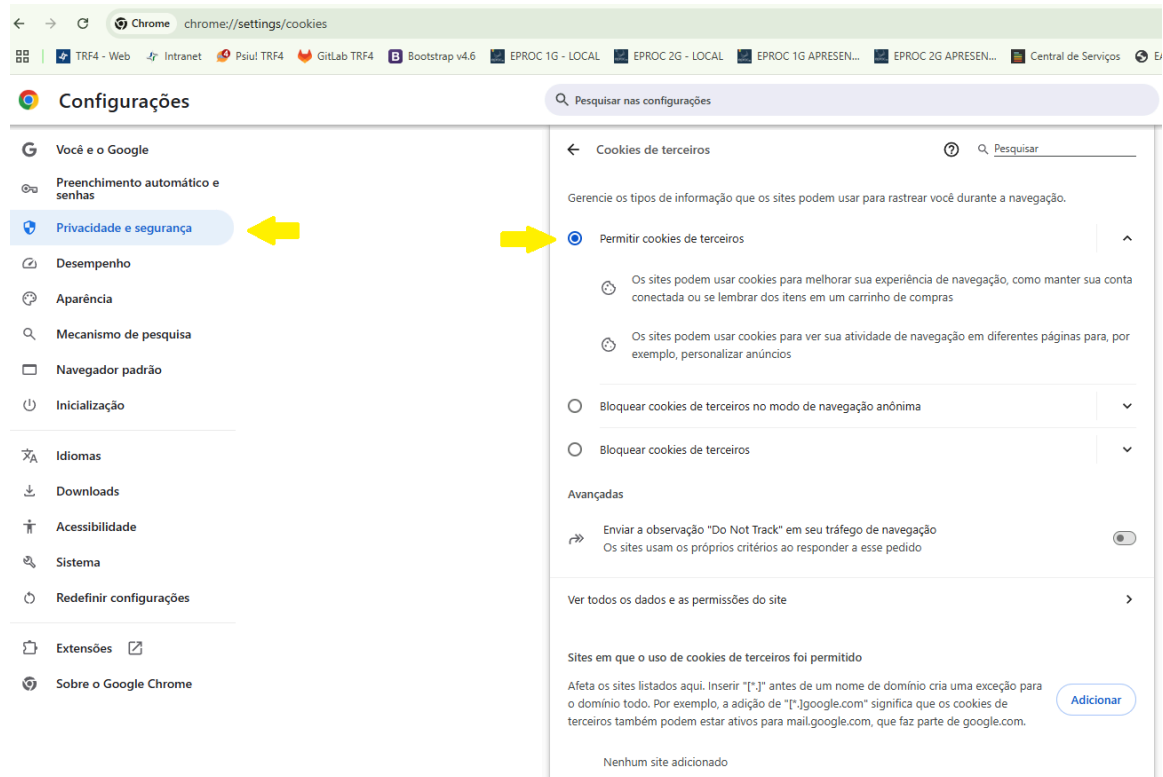 Chrome chrome://settings/cookies
TRF4 - Web Intranet Psiu! TRF4 GitLab TRF4 Bootstrap v4.6 EPROC 1G - LOCAL EPROC 2G - LOCAL EPROC 1G APRESEN... EPROC 2G APRESEN... Central de Serviços
Configurações
Pesquisar nas configurações
Você e o Google
Preenchimento automático e
senhas
Privacidade e segurança
Desempenho
Aparência
Mecanismo de pesquisa
Navegador padrão
Inicialização
Idiomas
Downloads
Acessibilidade
Sistema
Redefinir configurações
Extensões
Sobre o Google Chrome
Cookies de terceiros
Pesquisar
Gerencie os tipos de informação que os sites podem usar para rastrear você durante a navegação.
Permitir cookies de terceiros
Os sites podem usar cookies para melhorar sua experiência de navegação, como manter sua conta
conectada ou se lembrar dos itens em um carrinho de compras
Os sites podem usar cookies para ver sua atividade de navegação em diferentes páginas para, por
exemplo, personalizar anúncios
Bloquear cookies de terceiros no modo de navegação anônima
Bloquear cookies de terceiros
Avançadas
Enviar a observação "Do Not Track" em seu tráfego de navegação
Os sites usam os próprios critérios ao responder a esse pedido
Ver todos os dados e as permissões do site
Sites em que o uso de cookies de terceiros foi permitido
Afeta os sites listados aqui. Inserir "[*.]" antes de um nome de domínio cria uma exceção para
o domínio todo. Por exemplo, a adição de "[*.]google.com" significa que os cookies de
terceiros também podem estar ativos para mail.google.com, que faz parte de google.com.
Adicionar
Nenhum site adicionado